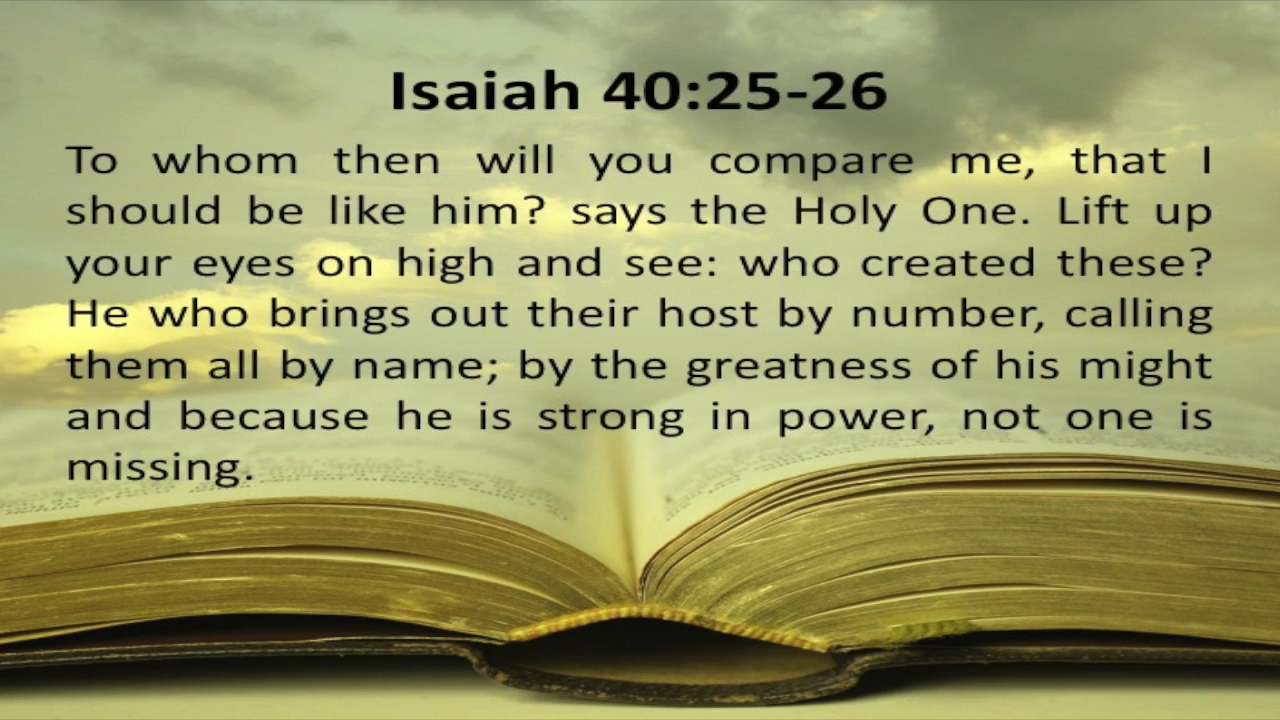 Isaiah 40:25-26
To whom then will you compare me, that I
should be like him? says the Holy One. Lift up
your eyes on high and see: who created these?
He who brings out their host by number, calling
them all by name; by the greatness of his might
and because he is strong in power, not one is
missing.